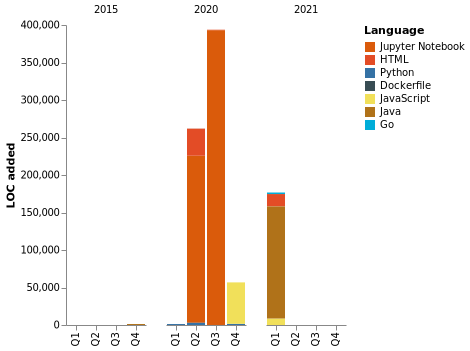 2015 2020 2021
LOC added
400,000
350,000
300,000
250,000
200,000
150,000
100,000
50,000
0
Q1 Q2 Q3 Q4 Q1 Q2 Q3 Q4 Q1 Q2 Q3 Q4
Language
Jupyter Notebook
HTML
Python
Dockerfile
JavaScript
Java
Go